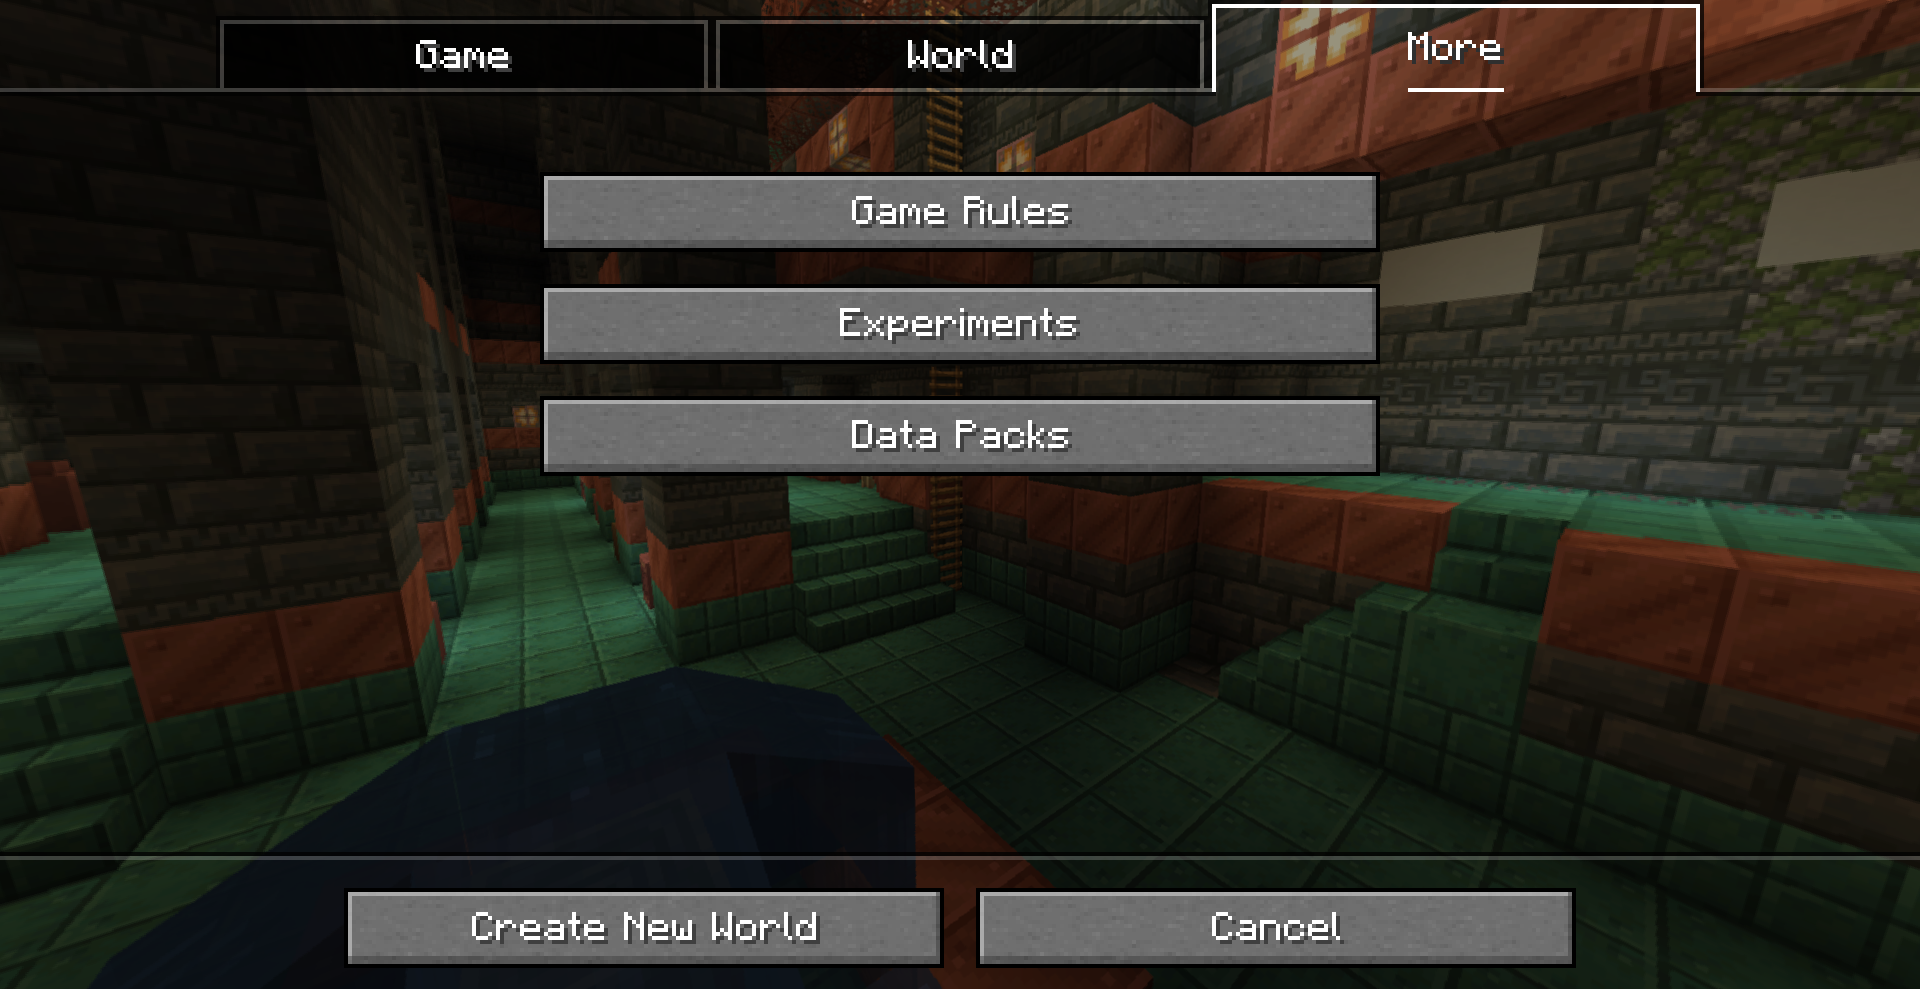 Game
World
More
Game Rules
Experiments
Data Packs
Create New World
Cancel